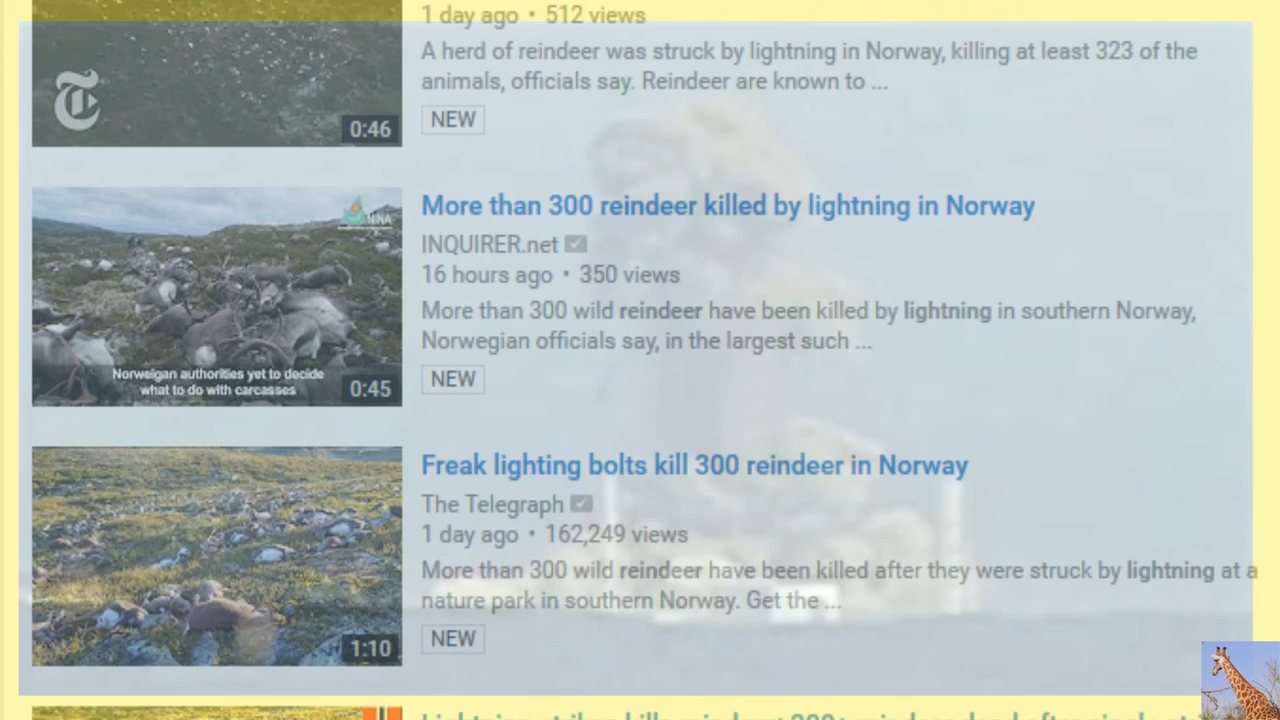 1 day ago • 512 views
A herd of reindeer was struck by lightning in Norway, killing at least 323 of the
animals, officials say. Reindeer are known to ...
0:46
NEW
More than 300 reindeer killed by lightning in Norway
NNA
INQUIRER.net
16 hours ago • 350 views
More than 300 wild reindeer have been killed by lightning in southern Norway,
Norwegian officials say, in the largest such ...
Norweigan authorities yet to decide
what to do with carcasses
0:45
NEW
Freak lighting bolts kill 300 reindeer in Norway
The Telegraph
1 day ago • 162,249 views
More than 300 wild reindeer have been killed after they were struck by lightning at a
nature park in southern Norway. Get the ...
1:10
NEW